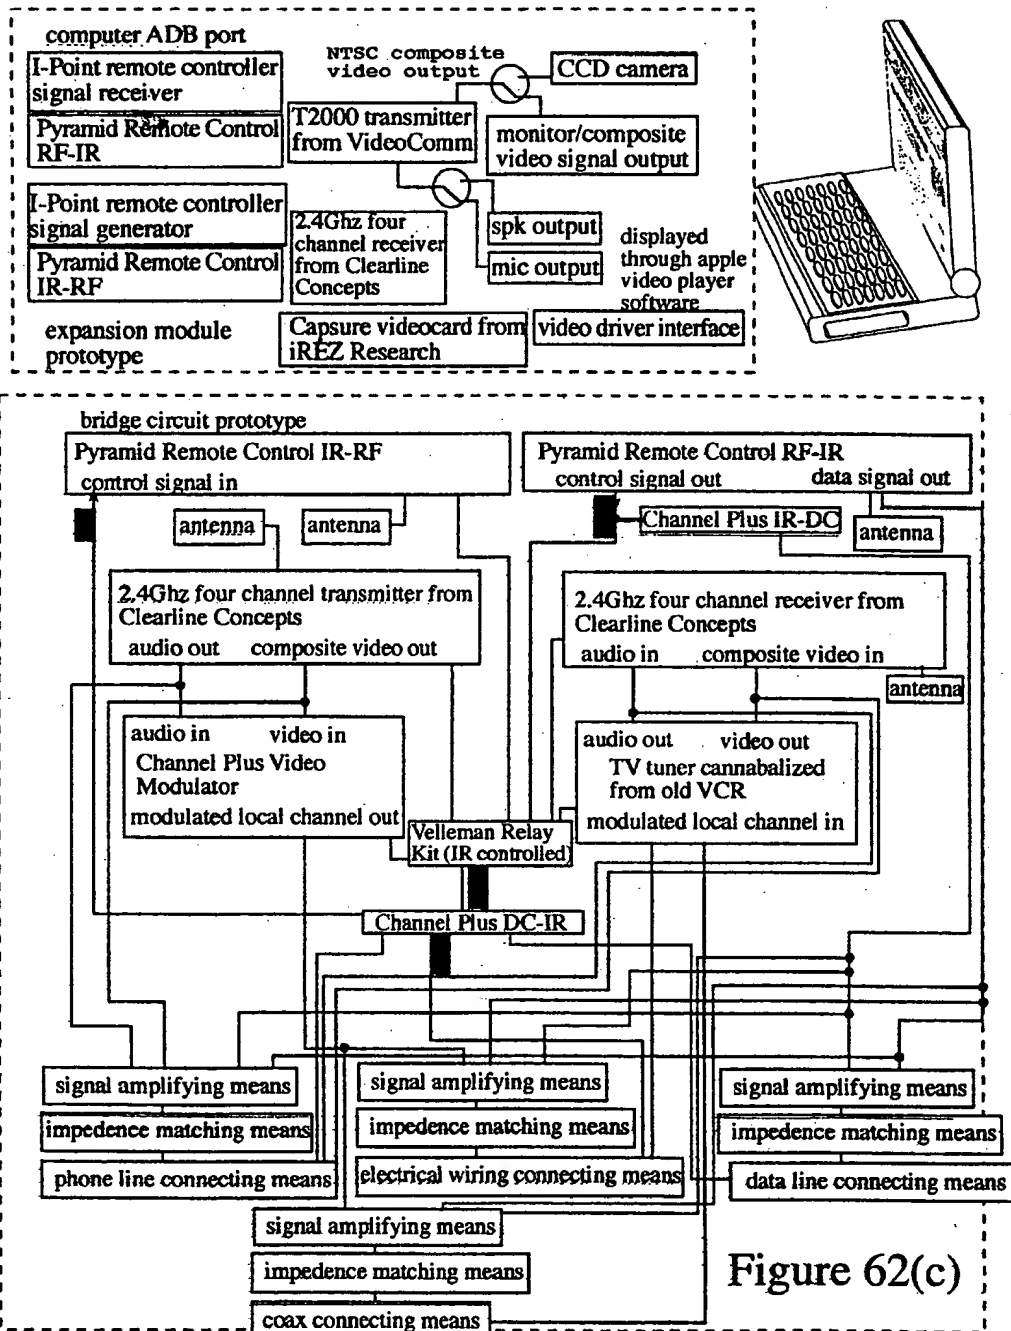 computer ADB port
I-Point remote controller
signal receiver
Pyramid Remote Control
RF-IR
I-Point remote controller
signal generator
Pyramid Remote Control
IR-RF
expansion module
prototype
NTSC composite
video output
T2000 transmitter
from VideoComm
CCD camera
monitor/composite
video signal output
2.4Ghz four
channel receiver
from Clearline
Concepts
spk output
mic output
displayed
through apple
video player
software
Capsure videocard from
iREZ Research
video driver interface
bridge circuit prototype
Pyramid Remote Control IR-RF
control signal in
Pyramid Remote Control RF-IR
control signal out
data signal out
antenna
antenna
Channel Plus IR-DC
antenna
2.4Ghz four channel transmitter from
Clearline Concepts
audio out
composite video out
2.4Ghz four channel receiver from
Clearline Concepts
audio in
composite video in
antenna
audio in
video in
Channel Plus Video
Modulator
modulated local channel out
audio out
video out
TV tuner cannabalized
from old VCR
modulated local channel in
Velleman Relay
Kit (IR controlled)
Channel Plus DC-IR
signal amplifying means
impedence matching means
phone line connecting means
signal amplifying means
impedence matching means
electrical wiring connecting means
signal amplifying means
impedence matching means
data line connecting means
signal amplifying means
impedence matching means
coax connecting means
Figure 62(c)